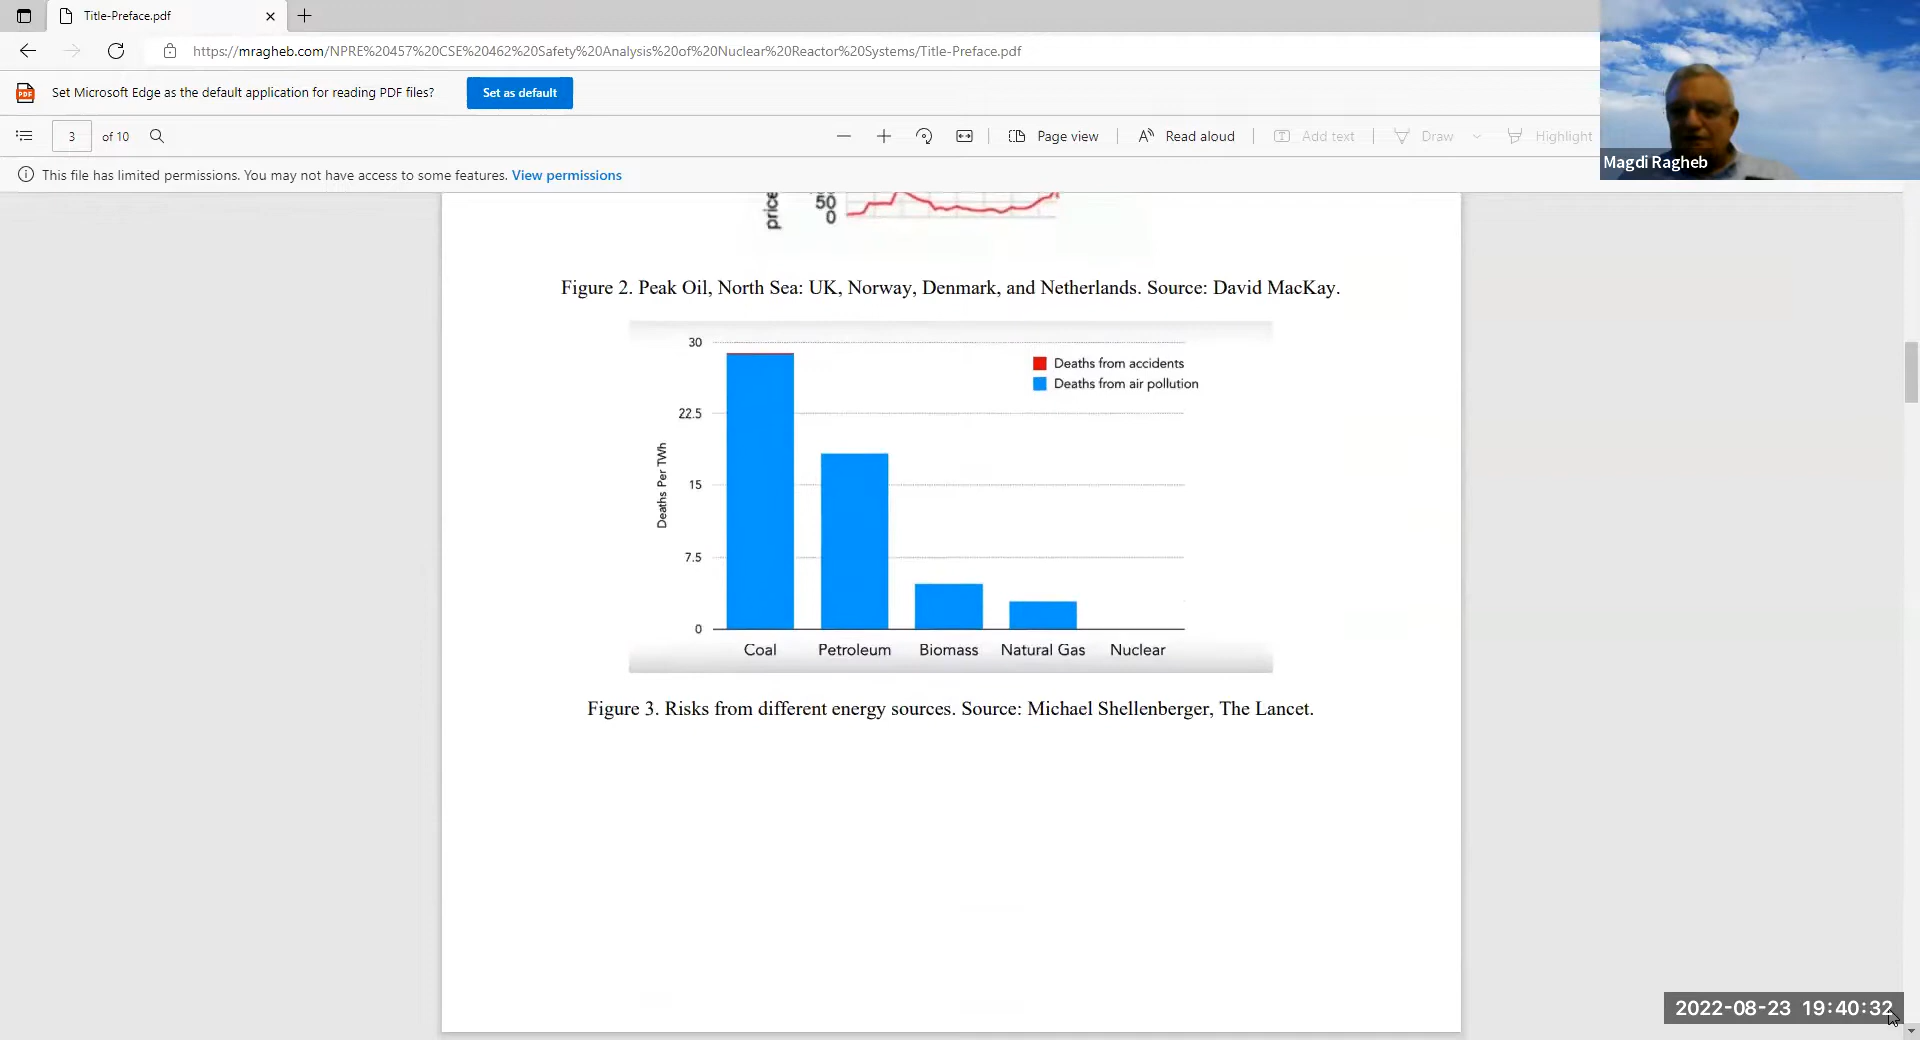 Title-Preface.pdf
https://mragheb.com/NPRE%20457%20CSE%20462%20Safety%20Analysis%20of%20Nuclear%20Reactor%20Systems/Title-Preface.pdf
Set Microsoft Edge as the default application for reading PDF files?
Set as default
3 of 10
Page view
Read aloud
Add text
Draw
Highlight
Magdi Ragheb
This file has limited permissions. You may not have access to some features. View permissions
price
50
0
Figure 2. Peak Oil, North Sea: UK, Norway, Denmark, and Netherlands. Source: David MacKay.
30
Deaths from accidents
Deaths from air pollution
22.5
Deaths Per TWh
15
7.5
0
Coal
Petroleum
Biomass
Natural Gas
Nuclear
Figure 3. Risks from different energy sources. Source: Michael Shellenberger, The Lancet.
2022-08-23 19:40:32